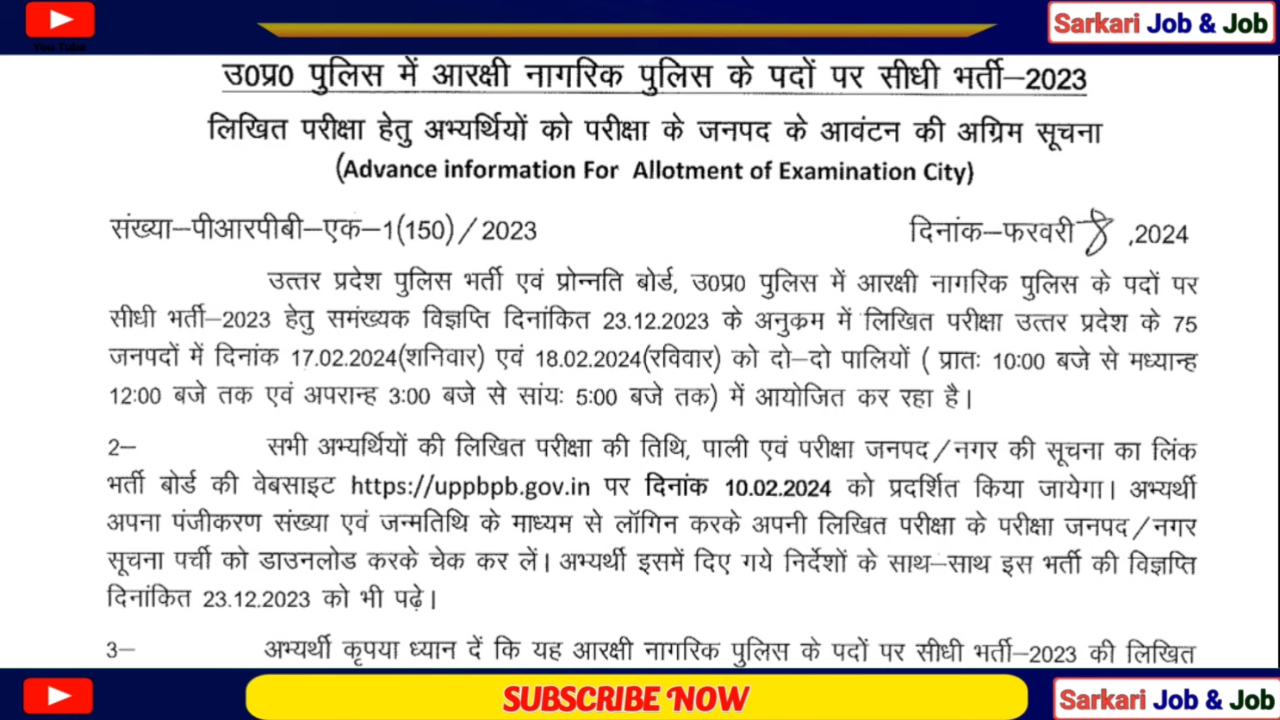 You Tube
Sarkari Job & Job
उ0प्र0 पुलिस में आरक्षी नागरिक पुलिस के पदों पर सीधी भर्ती–2023
लिखित परीक्षा हेतु अभ्यर्थियों को परीक्षा के जनपद के आवंटन की अग्रिम सूचना
(Advance information For Allotment of Examination City)
संख्या–पीआरपीबी–एक–1(150)/2023 दिनांक–फरवरी 8 ,2024
उत्तर प्रदेश पुलिस भर्ती एवं प्रोन्नति बोर्ड, उ0प्र0 पुलिस में आरक्षी नागरिक पुलिस के पदों पर
सीधी भर्ती–2023 हेतु समंख्यक विज्ञप्ति दिनांकित 23.12.2023 के अनुक्रम में लिखित परीक्षा उत्तर प्रदेश के 75
जनपदों में दिनांक 17.02.2024(शनिवार) एवं 18.02.2024(रविवार) को दो–दो पालियों ( प्रातः 10:00 बजे से मध्यान्ह
12:00 बजे तक एवं अपरान्ह 3:00 बजे से सांयः 5:00 बजे तक) में आयोजित कर रहा है।
2– सभी अभ्यर्थियों की लिखित परीक्षा की तिथि, पाली एवं परीक्षा जनपद/नगर की सूचना का लिंक
भर्ती बोर्ड की वेबसाइट https://uppbpb.gov.in पर दिनांक 10.02.2024 को प्रदर्शित किया जायेगा। अभ्यर्थी
अपना पंजीकरण संख्या एवं जन्मतिथि के माध्यम से लॉगिन करके अपनी लिखित परीक्षा के परीक्षा जनपद/नगर
सूचना पर्ची को डाउनलोड करके चेक कर लें। अभ्यर्थी इसमें दिए गये निर्देशों के साथ–साथ इस भर्ती की विज्ञप्ति
दिनांकित 23.12.2023 को भी पढ़े।
3– अभ्यर्थी कृपया ध्यान दें कि यह आरक्षी नागरिक पुलिस के पदों पर सीधी भर्ती–2023 की लिखित
SUBSCRIBE NOW
Sarkari Job & Job